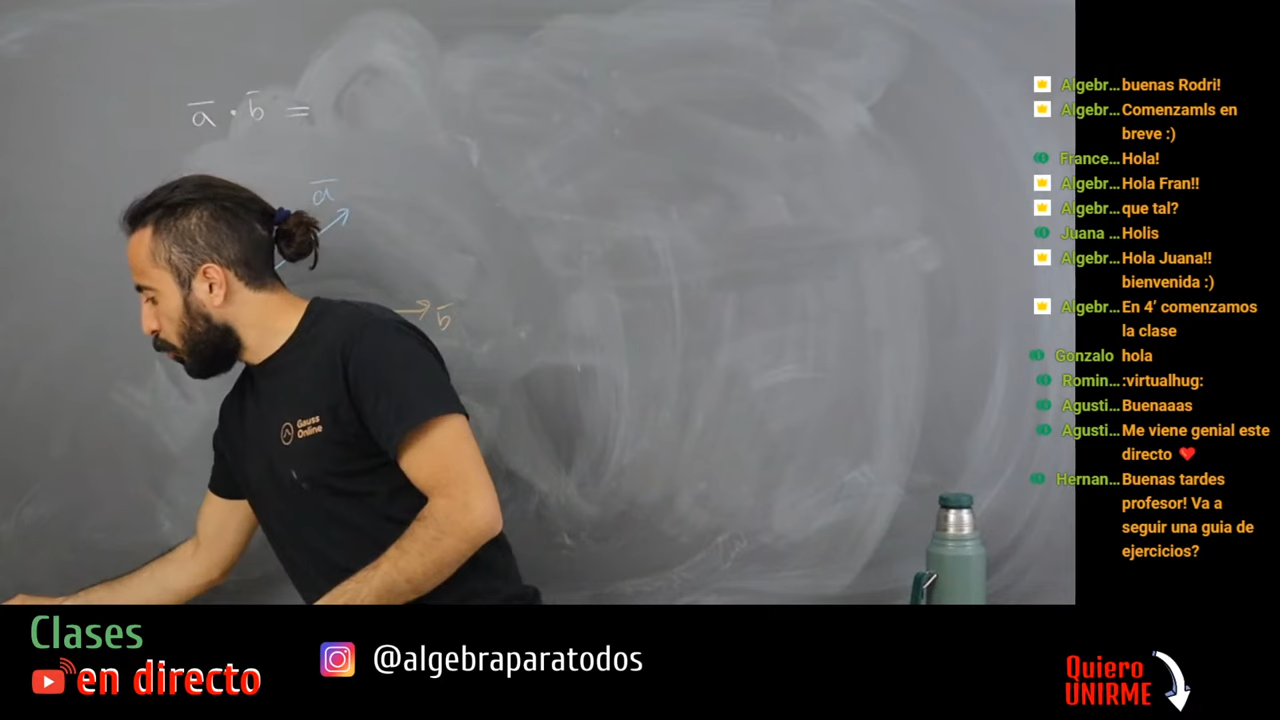 a̅ · b̅ =
a̅
b̅
Gauss
Online
Algebr... buenas Rodri!
Algebr... Comenzamls en
breve :)
France... Hola!
Algebr... Hola Fran!!
Algebr... que tal?
Juana ... Holis
Algebr... Hola Juana!!
bienvenida :)
Algebr... En 4' comenzamos
la clase
Gonzalo hola
Romin... :virtualhug:
Agusti... Buenaaas
Agusti... Me viene genial este
directo ❤
Hernan... Buenas tardes
profesor! Va a
seguir una guia de
ejercicios?
Clases
en directo
@algebraparatodos
Quiero
UNIRME